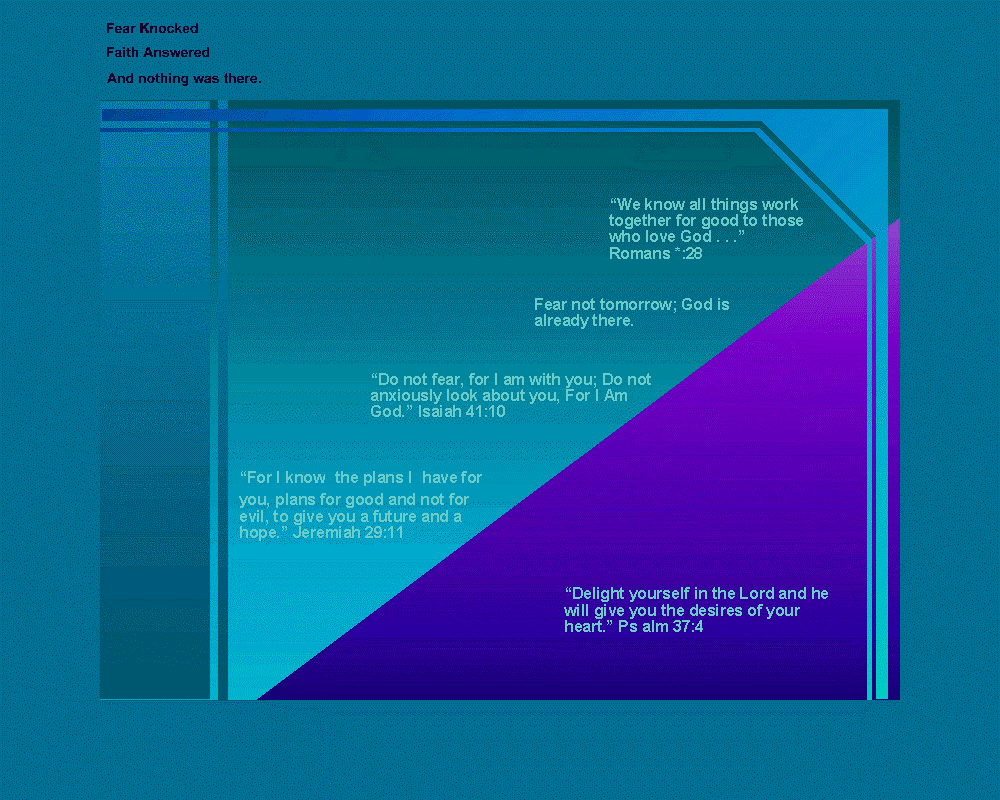 Fear Knocked
Faith Answered
And nothing was there.
“We know all things work
together for good to those
who love God . . .”
Romans *:28
Fear not tomorrow; God is
already there.
“Do not fear, for I am with you; Do not
anxiously look about you, For I Am
God.” Isaiah 41:10
“For I know the plans I have for
you, plans for good and not for
evil, to give you a future and a
hope.” Jeremiah 29:11
“Delight yourself in the Lord and he
will give you the desires of your
heart.” Ps alm 37:4